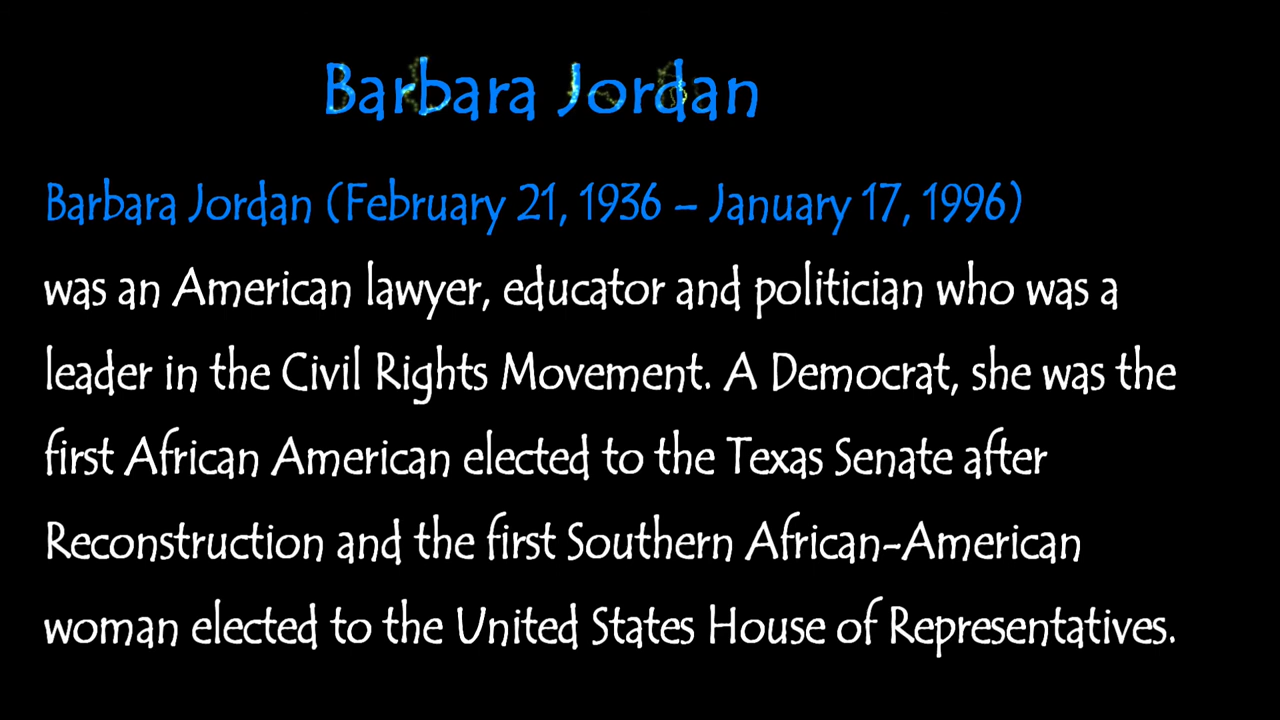 Barbara Jordan
Barbara Jordan (February 21, 1936 – January 17, 1996)
was an American lawyer, educator and politician who was a
leader in the Civil Rights Movement. A Democrat, she was the
first African American elected to the Texas Senate after
Reconstruction and the first Southern African-American
woman elected to the United States House of Representatives.